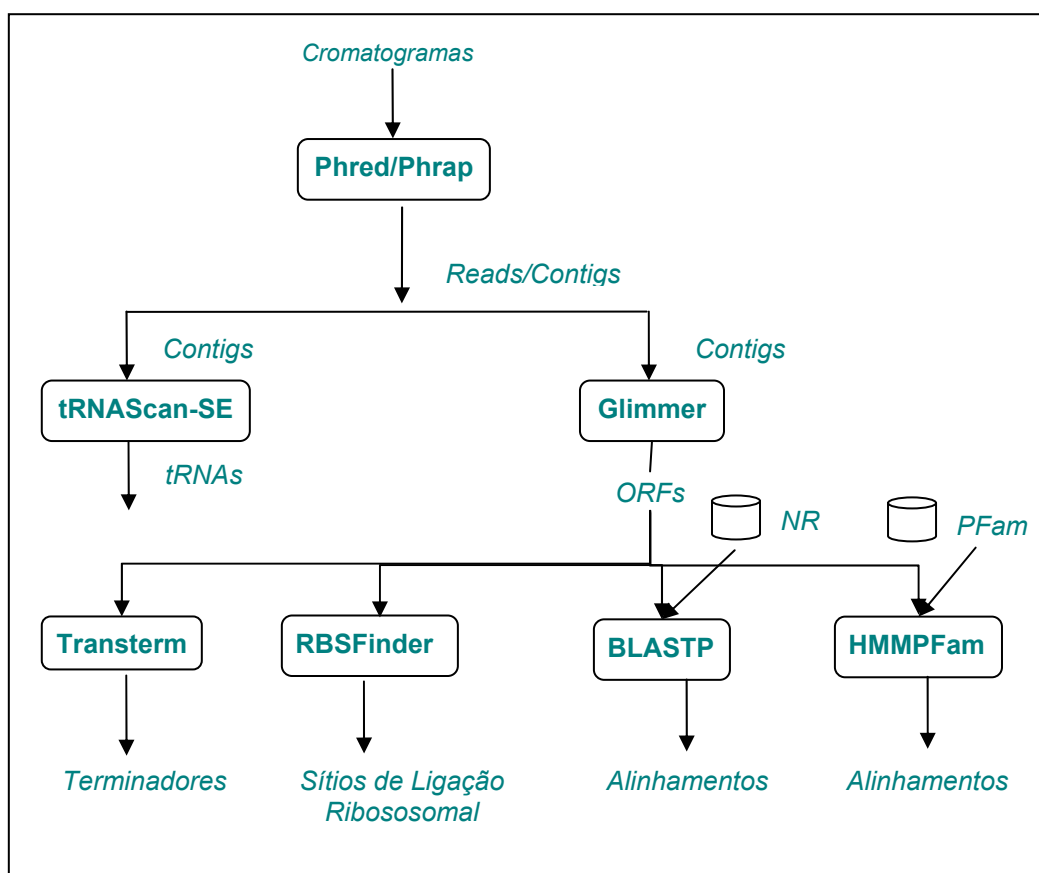 Cromatogramas
Phred/Phrap
Reads/Contigs
Contigs
Contigs
tRNAScan-SE
Glimmer
tRNAs
ORFs
NR
PFam
Transterm
RBSFinder
BLASTP
HMMPFam
Terminadores
Sítios de Ligação
Ribososomal
Alinhamentos
Alinhamentos